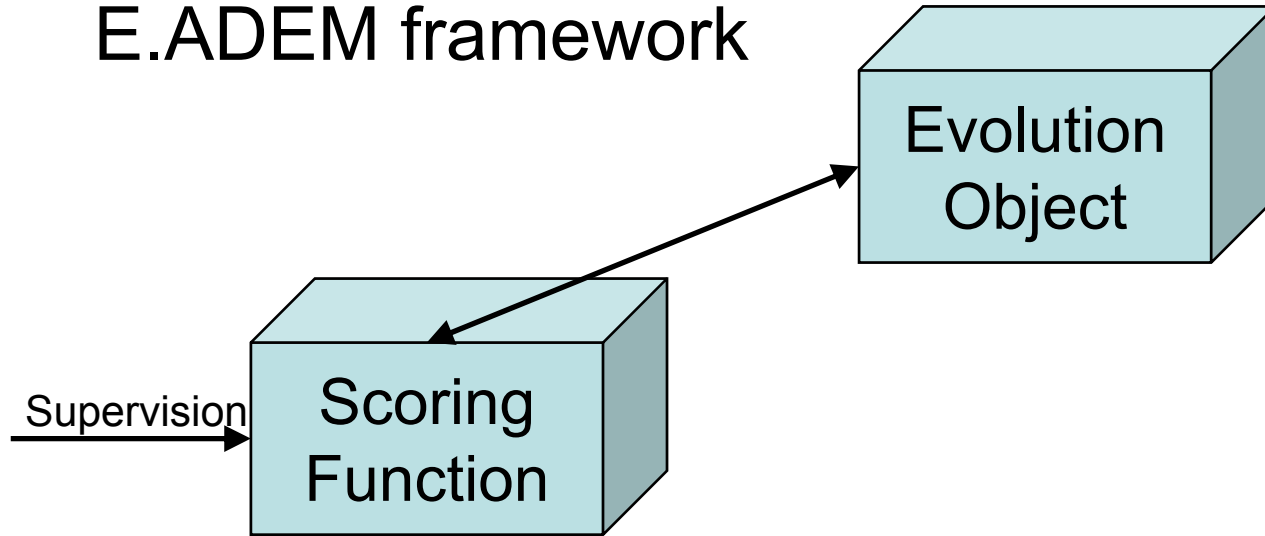 E.ADEM framework
Evolution
Object
Supervision
Scoring
Function